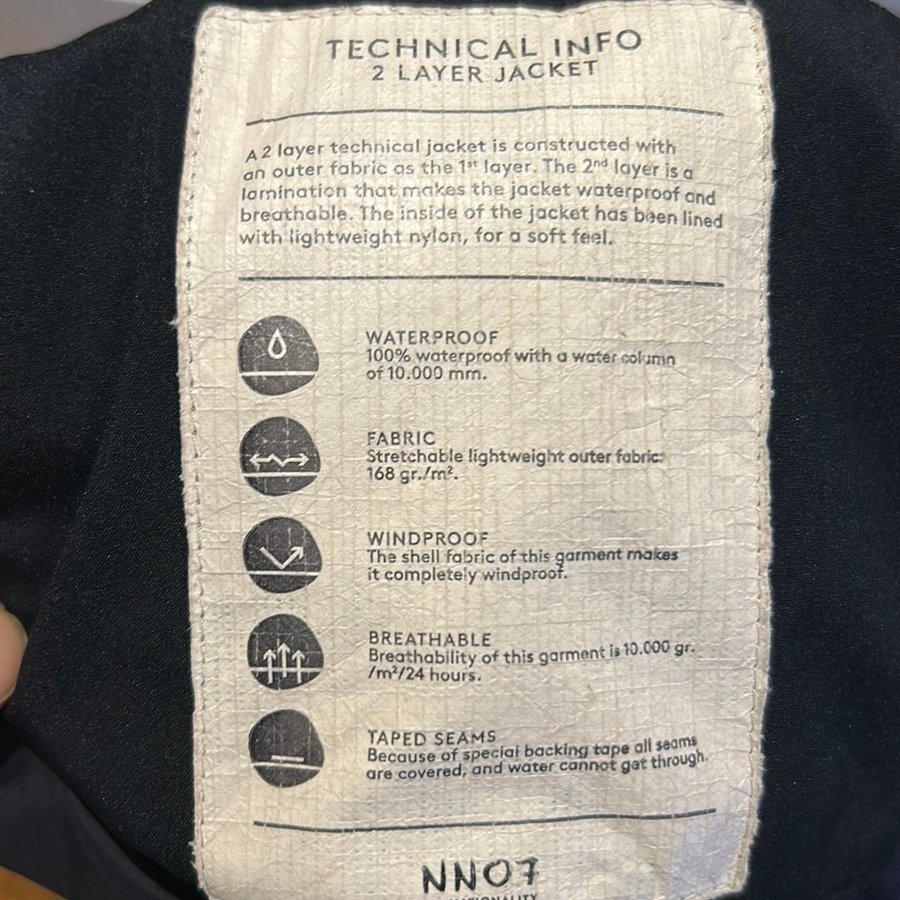 TECHNICAL INFO
2 LAYER JACKET
A 2 layer technical jacket is constructed with
an outer fabric as the 1st layer. The 2nd layer is a
lamination that makes the jacket waterproof and
breathable. The inside of the jacket has been lined
with lightweight nylon, for a soft feel.
WATERPROOF
100% waterproof with a water column
of 10.000 mm.
FABRIC
Stretchable lightweight outer fabric:
168 gr./m².
WINDPROOF
The shell fabric of this garment makes
it completely windproof.
BREATHABLE
Breathability of this garment is 10.000 gr.
/m²/24 hours.
TAPED SEAMS
Because of special backing tape all seams
are covered, and water cannot get through.
NNO7